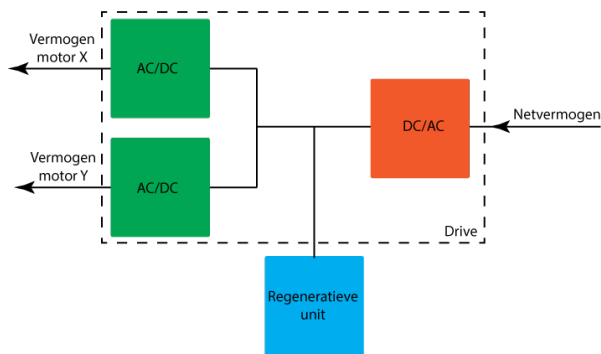 Vermogen
motor X
AC/DC
DC/AC
Netvermogen
Vermogen
motor Y
AC/DC
Drive
Regeneratieve
unit